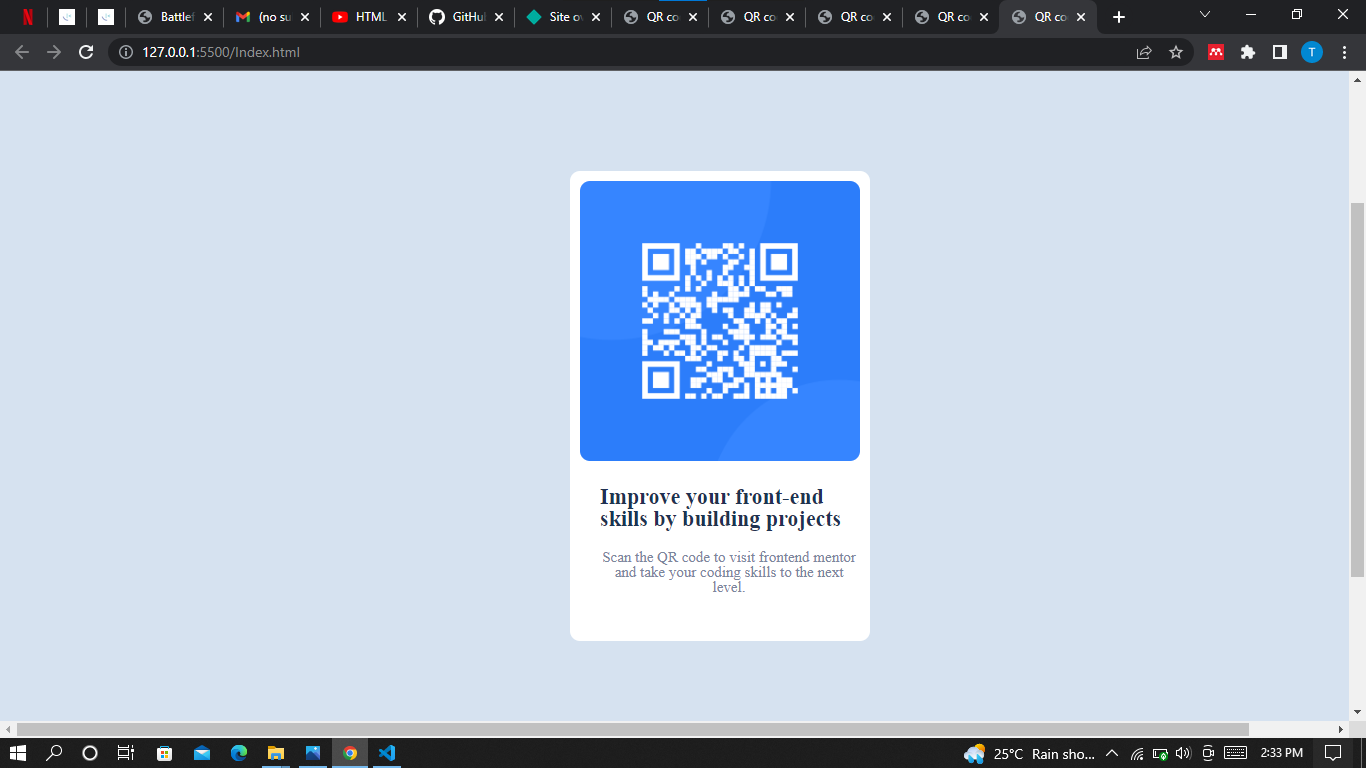 Battlef
(no su
HTML
GitHub
Site ov
QR co
QR co
QR co
QR co
QR co
127.0.0.1:5500/Index.html
T
Improve your front-end
skills by building projects
Scan the QR code to visit frontend mentor
and take your coding skills to the next
level.
25°C Rain sho...
2:33 PM